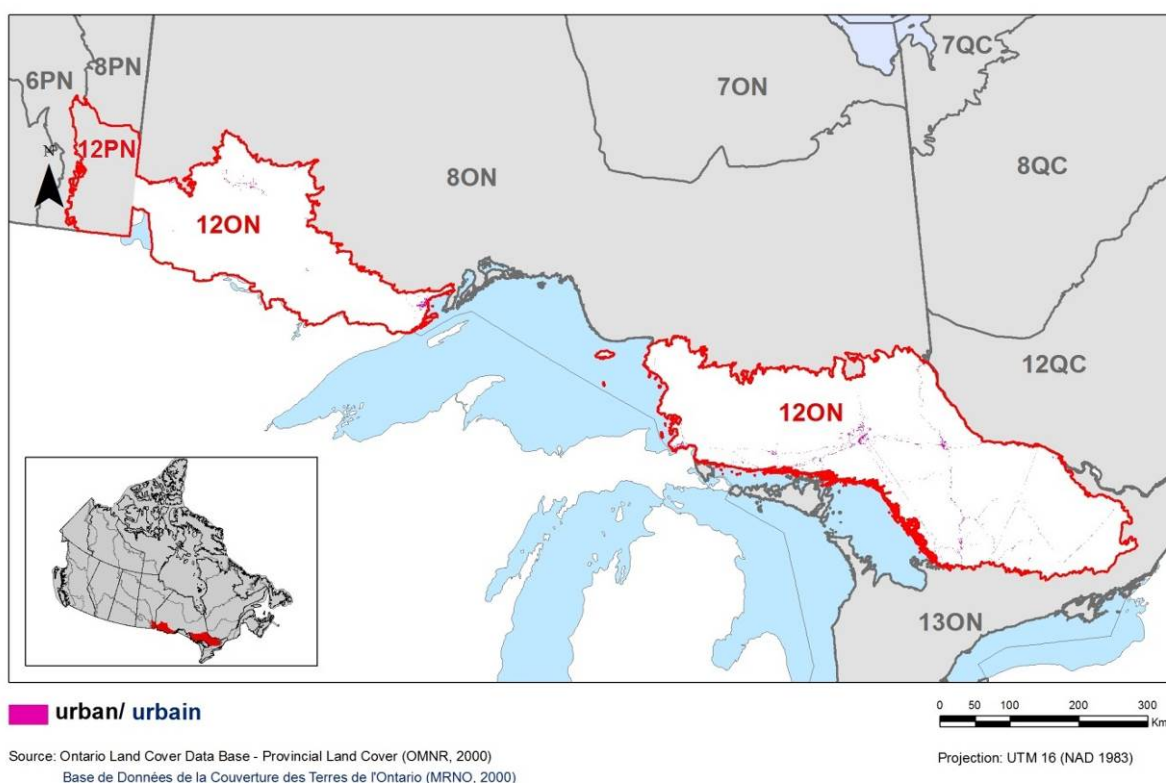 7QC
6PN
8PN
7ON
12PN
N
8ON
8QC
12ON
12QC
12ON
13ON
urban/ urbain
0 50 100 200 300
Km
Source: Ontario Land Cover Data Base - Provincial Land Cover (OMNR, 2000)
Projection: UTM 16 (NAD 1983)
Base de Données de la Couverture des Terres de l'Ontario (MRNO, 2000)